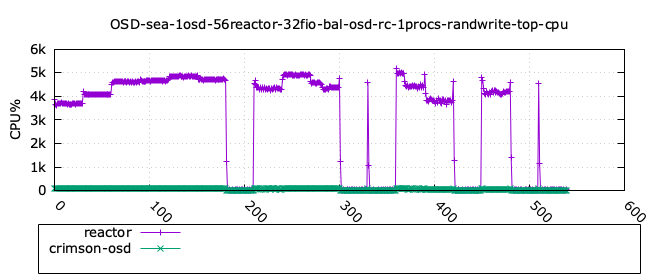 OSD-sea-1osd-56reactor-32fio-bal-osd-rc-1procs-randwrite-top-cpu
6k
5k
4k
3k
2k
1k
0
CPU%
0 100 200 300 400 500 600
reactor
crimson-osd